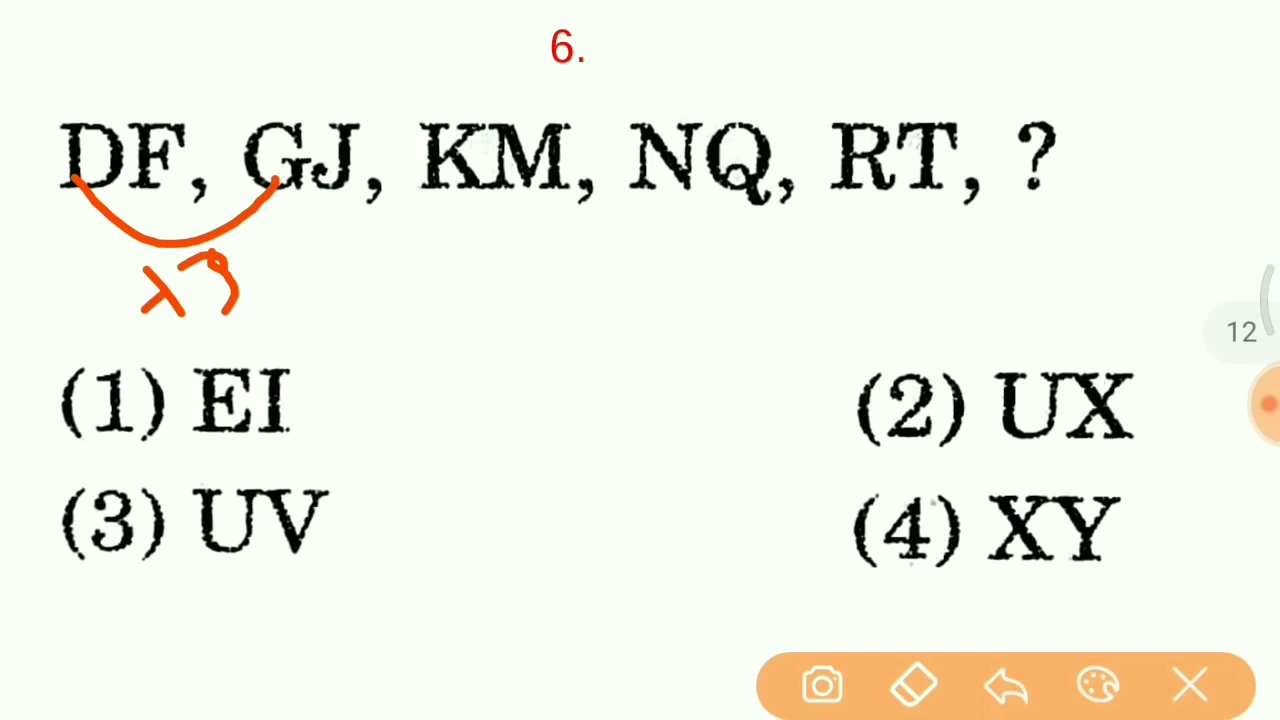 6.
DF, GJ, KM, NQ, RT, ?
12
(1) EI (2) UX
(3) UV (4) XY